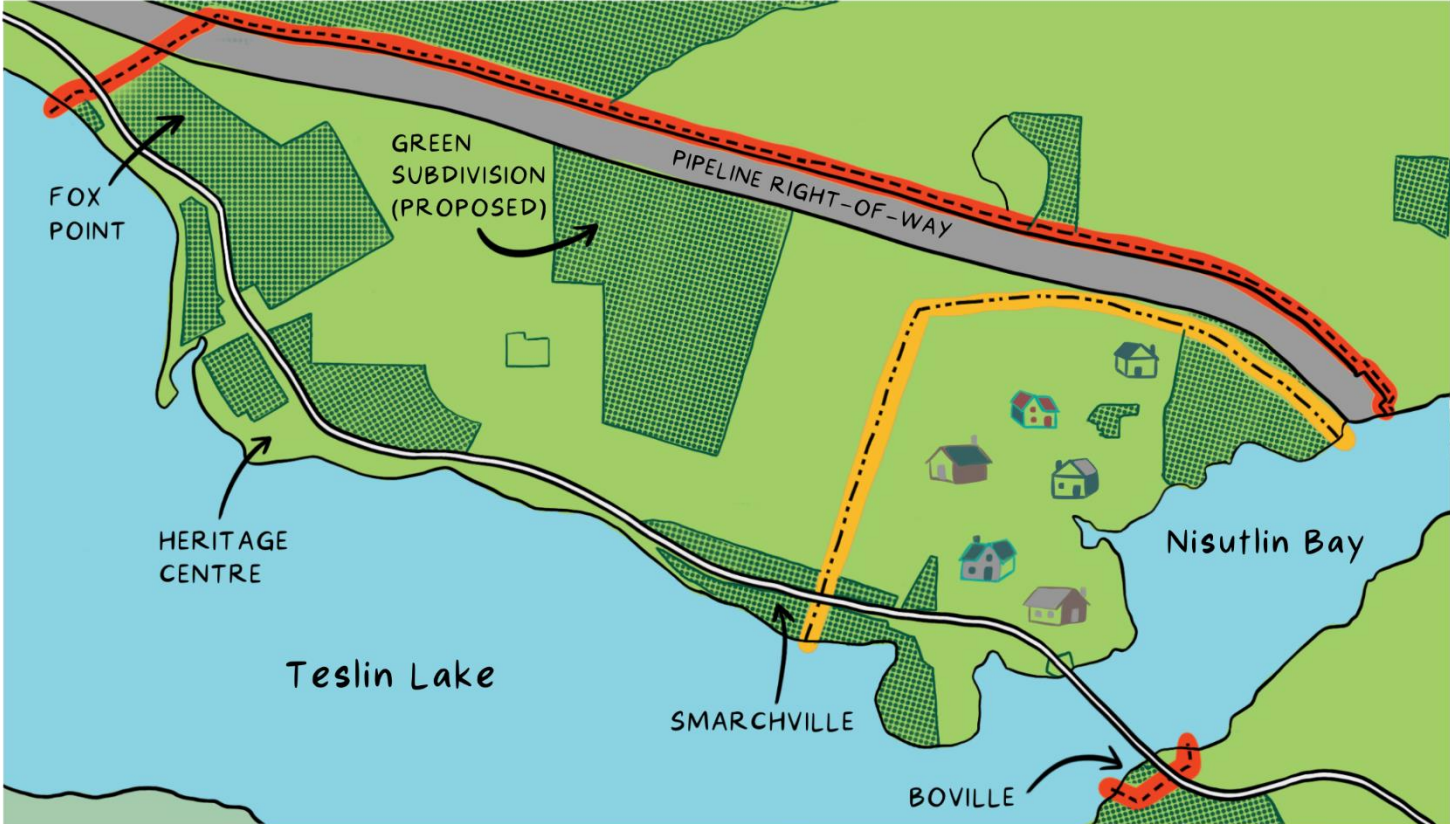 GREEN
SUBDIVISION
(PROPOSED)
PIPELINE RIGHT-OF-WAY
FOX
POINT
HERITAGE
CENTRE
Nisutlin Bay
Teslin Lake
SMARCHVILLE
BOVILLE